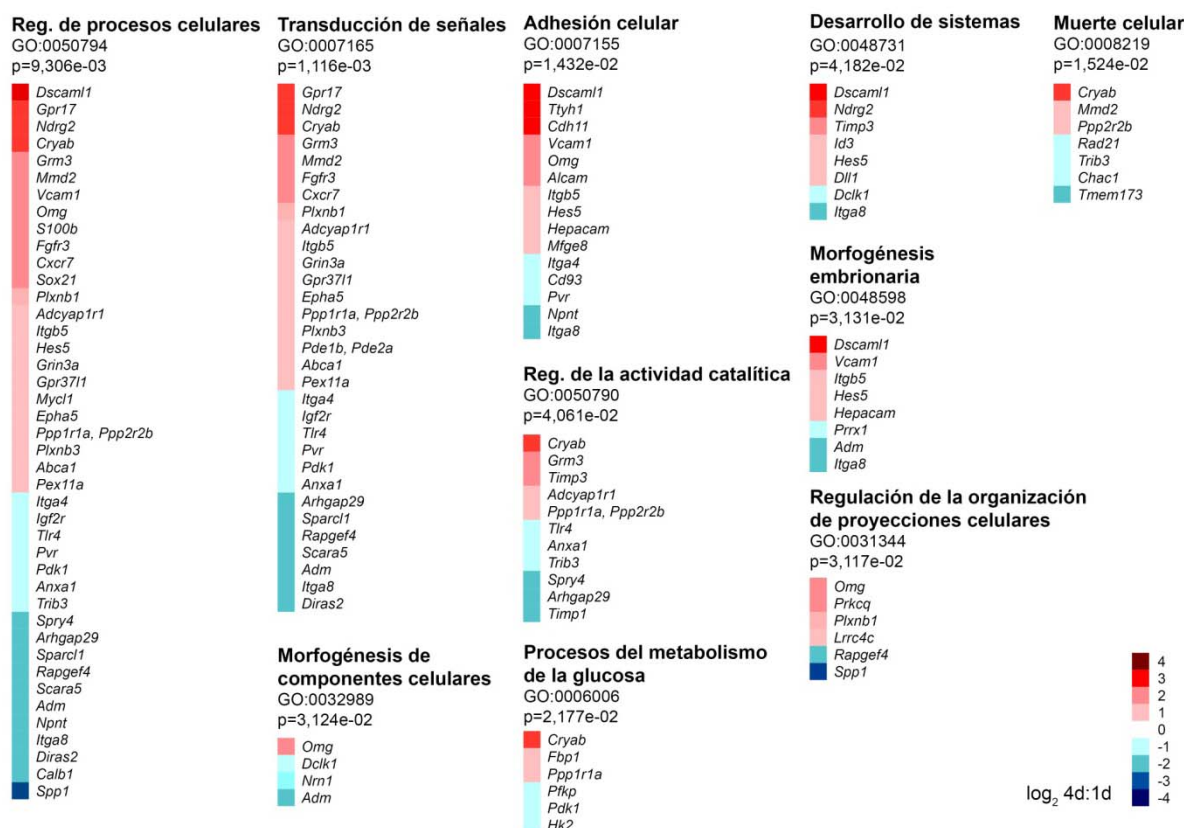 Reg. de procesos celulares
GO:0050794
p=9,306e-03
Dscaml1
Gpr17
Ndrg2
Cryab
Grm3
Mmd2
Vcam1
Omg
S100b
Fgfr3
Cxcr7
Sox21
Plxnb1
Adcyap1r1
Itgb5
Hes5
Grin3a
Gpr37l1
Mycl1
Epha5
Ppp1r1a, Ppp2r2b
Plxnb3
Abca1
Pex11a
Itga4
Igf2r
Tlr4
Pvr
Pdk1
Anxa1
Trib3
Spry4
Arhgap29
Sparcl1
Rapgef4
Scara5
Adm
Npnt
Itga8
Diras2
Calb1
Spp1
Transducción de señales
GO:0007165
p=1,116e-03
Gpr17
Ndrg2
Cryab
Grm3
Mmd2
Fgfr3
Cxcr7
Plxnb1
Adcyap1r1
Itgb5
Grin3a
Gpr37l1
Epha5
Ppp1r1a, Ppp2r2b
Plxnb3
Pde1b, Pde2a
Abca1
Pex11a
Itga4
Igf2r
Tlr4
Pvr
Pdk1
Anxa1
Arhgap29
Sparcl1
Rapgef4
Scara5
Adm
Itga8
Diras2
Morfogénesis de
componentes celulares
GO:0032989
p=3,124e-02
Omg
Dclk1
Nrn1
Adm
Adhesión celular
GO:0007155
p=1,432e-02
Dscaml1
Ttyh1
Cdh11
Vcam1
Omg
Alcam
Itgb5
Hes5
Hepacam
Mfge8
Itga4
Cd93
Pvr
Npnt
Itga8
Reg. de la actividad catalítica
GO:0050790
p=4,061e-02
Cryab
Grm3
Timp3
Adcyap1r1
Ppp1r1a, Ppp2r2b
Tlr4
Anxa1
Trib3
Spry4
Arhgap29
Timp1
Procesos del metabolismo
de la glucosa
GO:0006006
p=2,177e-02
Cryab
Fbp1
Ppp1r1a
Pfkp
Pdk1
Hk2
Desarrollo de sistemas
GO:0048731
p=4,182e-02
Dscaml1
Ndrg2
Timp3
Id3
Hes5
Dll1
Dclk1
Itga8
Muerte celular
GO:0008219
p=1,524e-02
Cryab
Mmd2
Ppp2r2b
Rad21
Trib3
Chac1
Tmem173
Morfogénesis
embrionaria
GO:0048598
p=3,131e-02
Dscaml1
Vcam1
Itgb5
Hes5
Hepacam
Prrx1
Adm
Itga8
Regulación de la organización
de proyecciones celulares
GO:0031344
p=3,117e-02
Omg
Prkcq
Plxnb1
Lrrc4c
Rapgef4
Spp1
4
3
2
1
0
-1
-2
-3
-4
log₂ 4d:1d